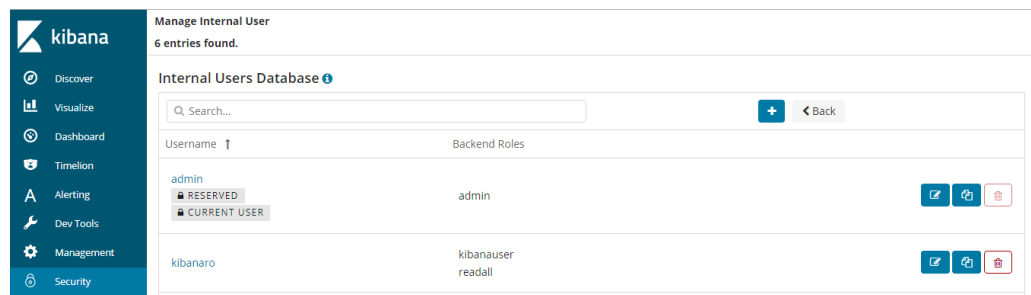 kibana
Discover
Visualize
Dashboard
Timelion
Alerting
Dev Tools
Management
Security
Manage Internal User
6 entries found.
Internal Users Database
Search...
Back
Username
Backend Roles
admin
RESERVED
CURRENT USER
admin
kibanaro
kibanauser
readall